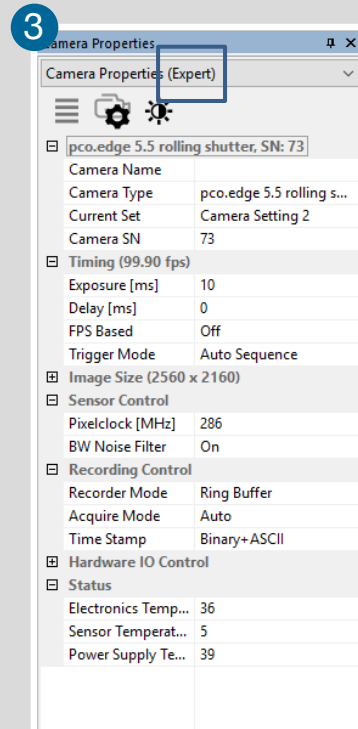 3
Camera Properties
Camera Properties (Expert)
pco.edge 5.5 rolling shutter, SN: 73
Camera Name
Camera Type pco.edge 5.5 rolling s...
Current Set Camera Setting 2
Camera SN 73
Timing (99.90 fps)
Exposure [ms] 10
Delay [ms] 0
FPS Based Off
Trigger Mode Auto Sequence
Image Size (2560 x 2160)
Sensor Control
Pixelclock [MHz] 286
BW Noise Filter On
Recording Control
Recorder Mode Ring Buffer
Acquire Mode Auto
Time Stamp Binary+ASCII
Hardware IO Control
Status
Electronics Temp... 36
Sensor Temperat... 5
Power Supply Te... 39